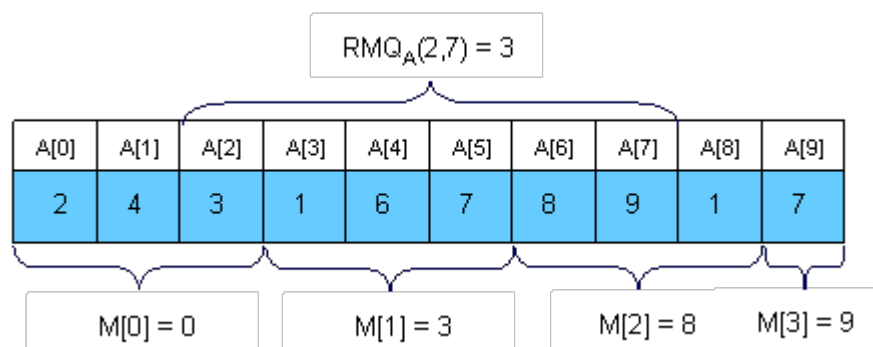 RMQA(2,7) = 3
A[0] A[1] A[2] A[3] A[4] A[5] A[6] A[7] A[8] A[9]
2 4 3 1 6 7 8 9 1 7
M[0] = 0 M[1] = 3 M[2] = 8 M[3] = 9